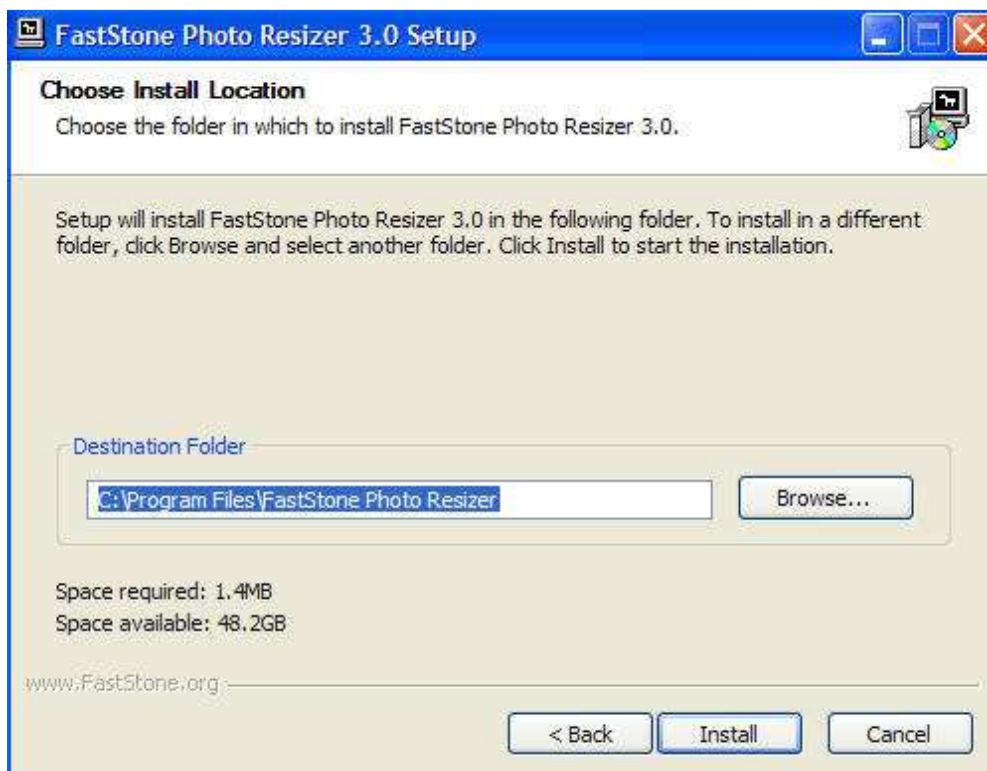 FastStone Photo Resizer 3.0 Setup
Choose Install Location
Choose the folder in which to install FastStone Photo Resizer 3.0.
Setup will install FastStone Photo Resizer 3.0 in the following folder. To install in a different
folder, click Browse and select another folder. Click Install to start the installation.
Destination Folder
C:\Program Files\FastStone Photo Resizer
Browse...
Space required: 1.4MB
Space available: 48.2GB
www.FastStone.org
< Back
Install
Cancel